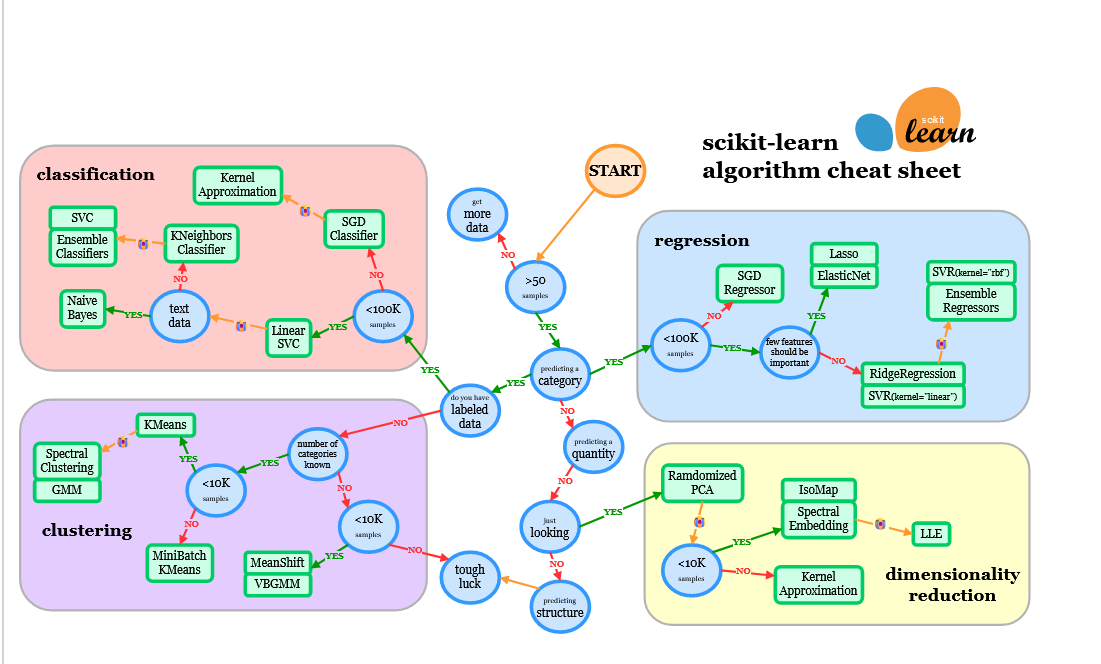 scikit
learn
scikit-learn
algorithm cheat sheet
START
get
more
data
NO
>50
samples
YES
predicting a
category
YES
YES
NO
do you have
labeled
data
YES
NO
predicting a
quantity
NO
just
looking
YES
NO
predicting
structure
tough
luck
classification
Kernel
Approximation
SGD
Classifier
SVC
Ensemble
Classifiers
KNeighbors
Classifier
NO
NO
Naive
Bayes
YES
text
data
Linear
SVC
YES
<100K
samples
regression
SGD
Regressor
Lasso
ElasticNet
SVR(kernel="rbf")
Ensemble
Regressors
NO
YES
<100K
samples
YES
few features
should be
important
NO
RidgeRegression
SVR(kernel="linear")
clustering
KMeans
Spectral
Clustering
GMM
YES
<10K
samples
YES
number of
categories
known
NO
NO
<10K
samples
MiniBatch
KMeans
MeanShift
VBGMM
YES
NO
dimensionality
reduction
Ramdomized
PCA
IsoMap
Spectral
Embedding
LLE
YES
<10K
samples
NO
Kernel
Approximation